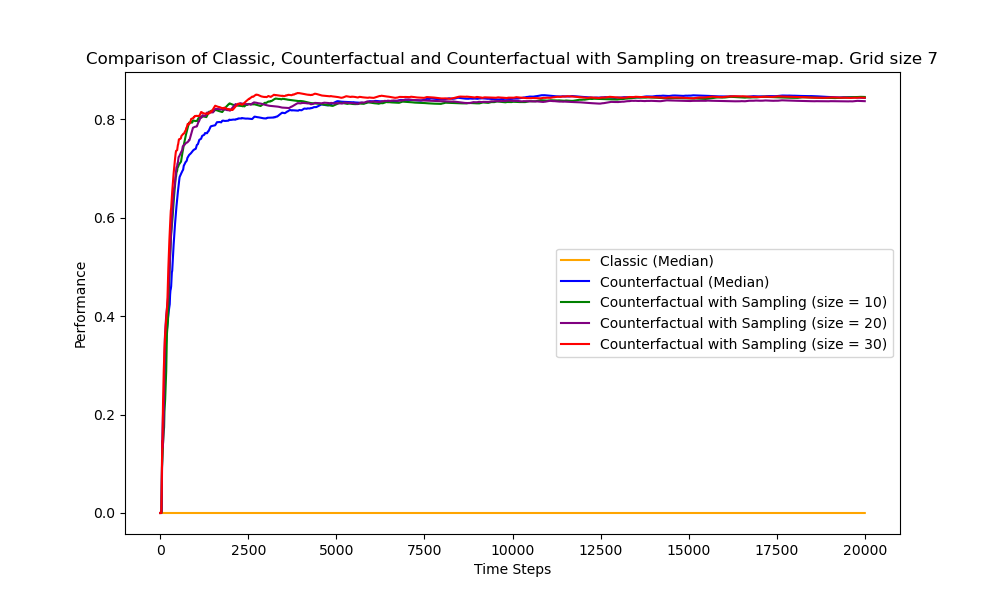 Comparison of Classic, Counterfactual and Counterfactual with Sampling on treasure-map. Grid size 7
Performance
0.8
0.6
0.4
0.2
0.0
Classic (Median)
Counterfactual (Median)
Counterfactual with Sampling (size = 10)
Counterfactual with Sampling (size = 20)
Counterfactual with Sampling (size = 30)
0 2500 5000 7500 10000 12500 15000 17500 20000
Time Steps